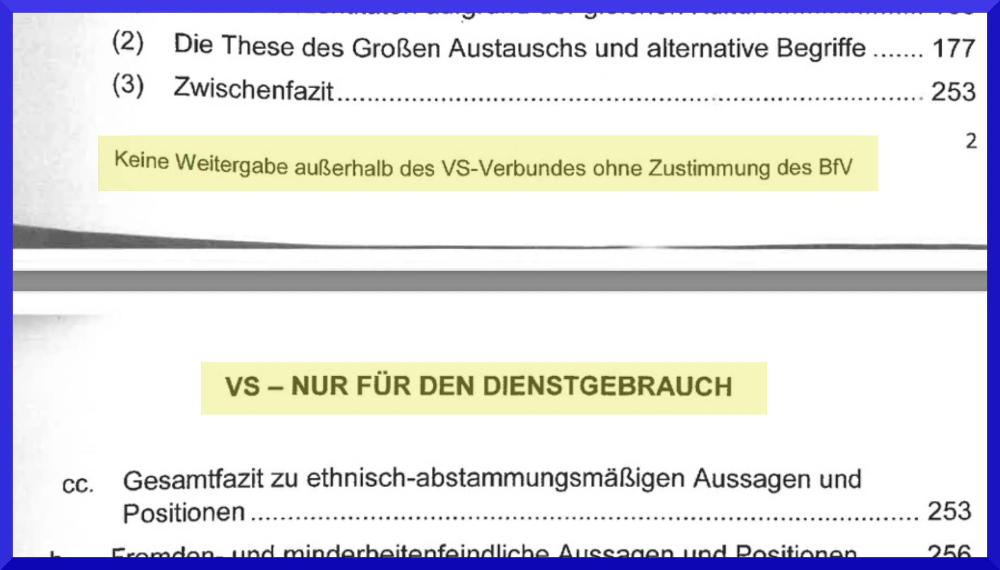 (2) Die These des Großen Austauschs und alternative Begriffe ....... 177
(3) Zwischenfazit........................................................................... 253
2
Keine Weitergabe außerhalb des VS-Verbundes ohne Zustimmung des BfV
VS – NUR FÜR DEN DIENSTGEBRAUCH
cc. Gesamtfazit zu ethnisch-abstammungsmäßigen Aussagen und
Positionen ........................................................................................ 253
Fremden- und minderheitenfeindliche Aussagen und Positionen 256